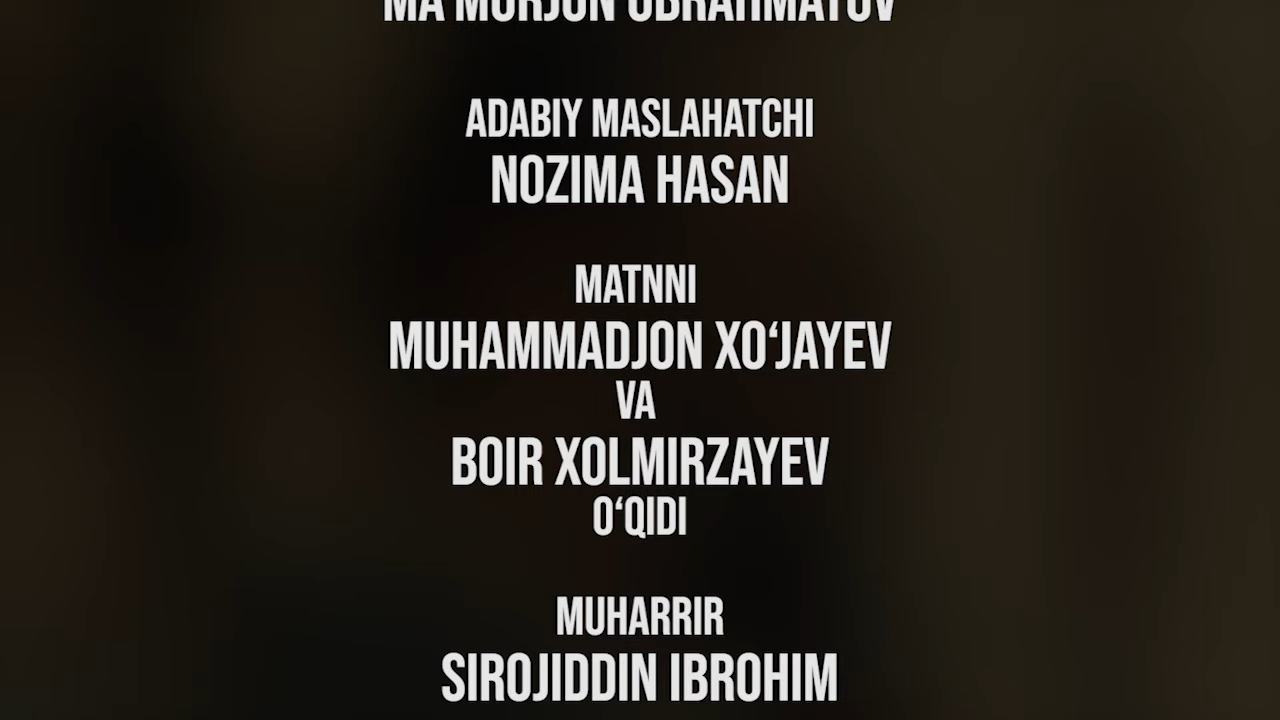 ADABIY MASLAHATCHI
NOZIMA HASAN
MATNNI
MUHAMMADJON XO‘JAYEV
VA
BOIR XOLMIRZAYEV
O‘QIDI
MUHARRIR
SIROJIDDIN IBROHIM